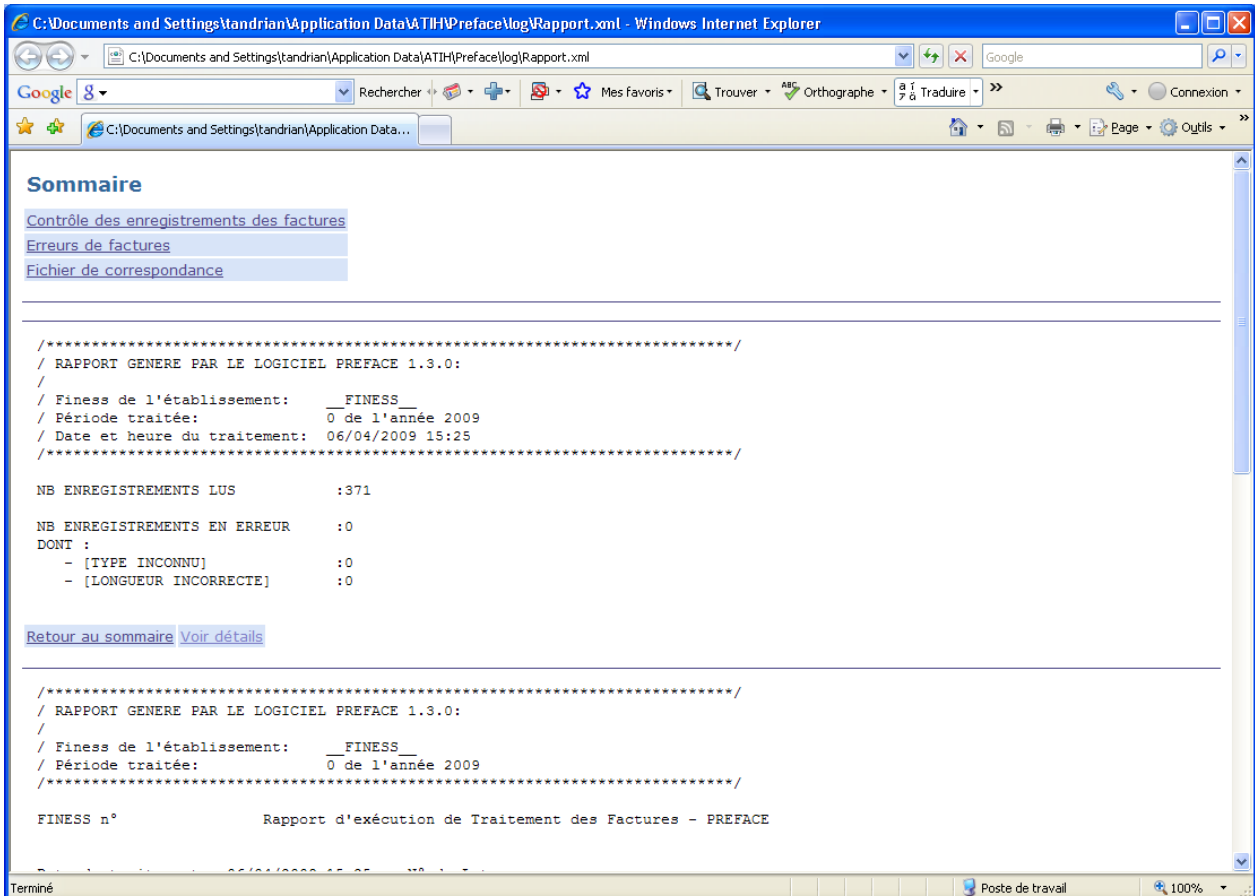 C:\Documents and Settings\tandrian\Application Data\ATIH\Preface\log\Rapport.xml - Windows Internet Explorer
C:\Documents and Settings\tandrian\Application Data\ATIH\Preface\log\Rapport.xml Google
Google Rechercher Mes favoris Trouver ABC Orthographe Traduire » Connexion
C:\Documents and Settings\tandrian\Application Data... Page Outils »
Sommaire
Contrôle des enregistrements des factures
Erreurs de factures
Fichier de correspondance
/****************************************************************************/
/ RAPPORT GENERE PAR LE LOGICIEL PREFACE 1.3.0:
/
/ Finess de l'établissement: __FINESS__
/ Période traitée: 0 de l'année 2009
/ Date et heure du traitement: 06/04/2009 15:25
/****************************************************************************/
NB ENREGISTREMENTS LUS :371
NB ENREGISTREMENTS EN ERREUR :0
DONT :
- [TYPE INCONNU] :0
- [LONGUEUR INCORRECTE] :0
Retour au sommaire Voir détails
/****************************************************************************/
/ RAPPORT GENERE PAR LE LOGICIEL PREFACE 1.3.0:
/
/ Finess de l'établissement: __FINESS__
/ Période traitée: 0 de l'année 2009
/****************************************************************************/
FINESS n° Rapport d'exécution de Traitement des Factures - PREFACE
Terminé Poste de travail 100%